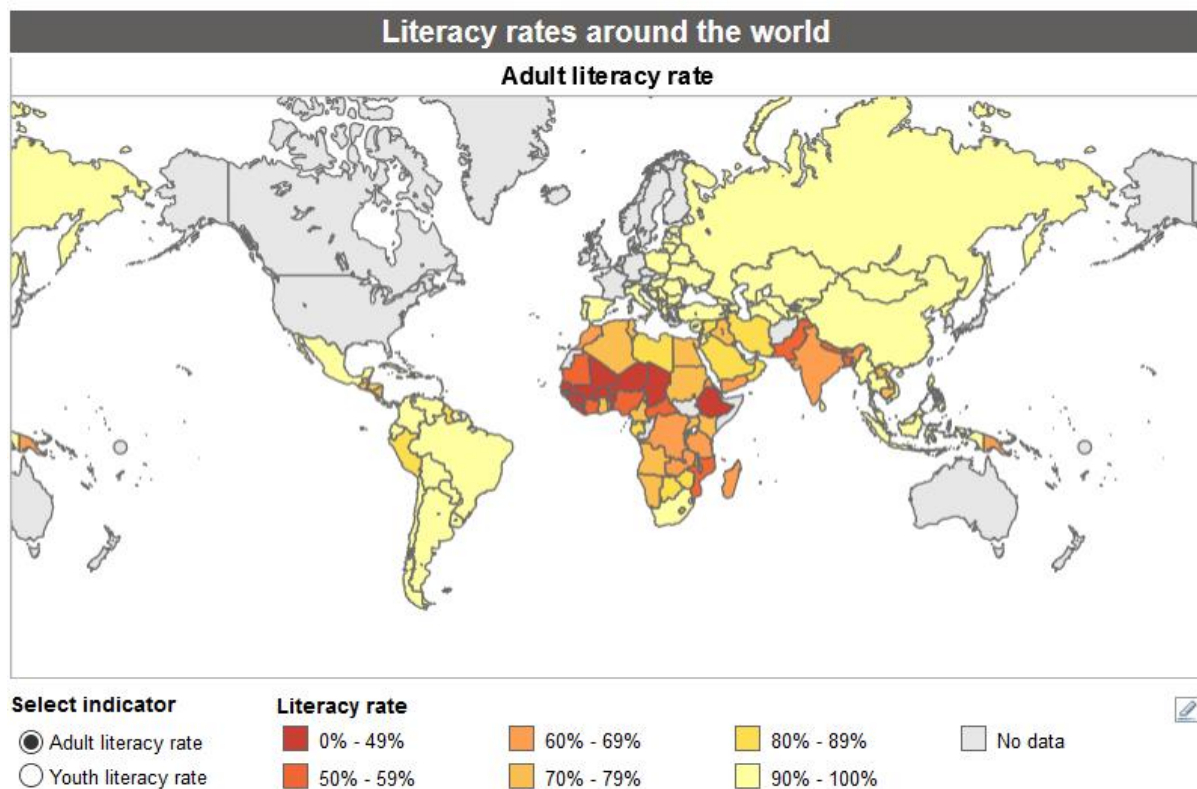 Literacy rates around the world
Adult literacy rate
Select indicator
Adult literacy rate
Youth literacy rate
Literacy rate
0% - 49%
60% - 69%
80% - 89%
No data
50% - 59%
70% - 79%
90% - 100%